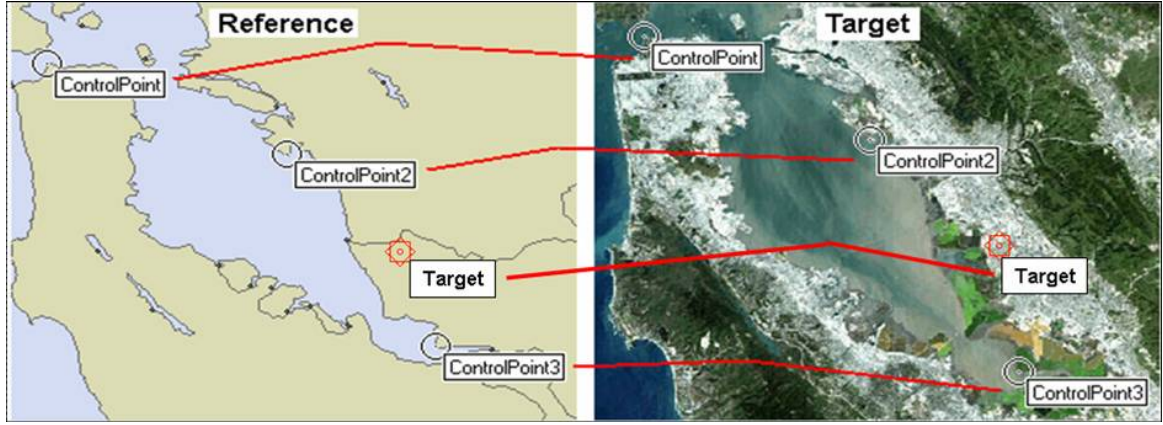 Reference
ControlPoint
ControlPoint2
Target
ControlPoint3
Target
ControlPoint
ControlPoint2
Target
ControlPoint3